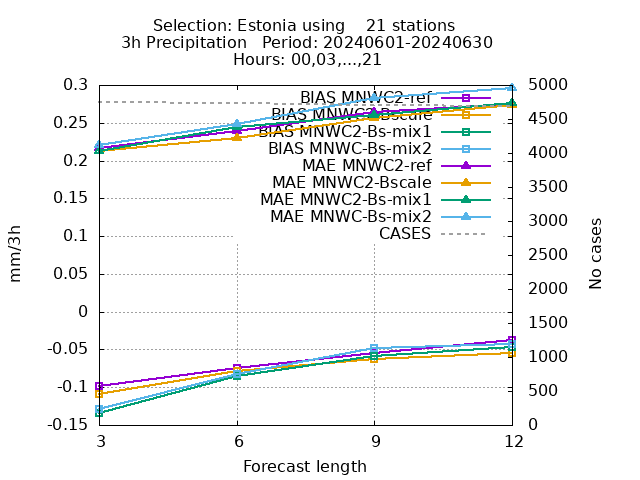 Selection: Estonia using 21 stations
3h Precipitation Period: 20240601-20240630
Hours: 00,03,...,21
0.3
0.25
0.2
0.15
0.1
0.05
0
-0.05
-0.1
-0.15
mm/3h
BIAS MNWC2-ref
BIAS MNWC2-Bscale
BIAS MNWC2-Bs-mix1
BIAS MNWC-Bs-mix2
MAE MNWC2-ref
MAE MNWC2-Bscale
MAE MNWC2-Bs-mix1
MAE MNWC-Bs-mix2
CASES
5000
4500
4000
3500
3000
2500
2000
1500
1000
500
0
No cases
3 6 9 12
Forecast length